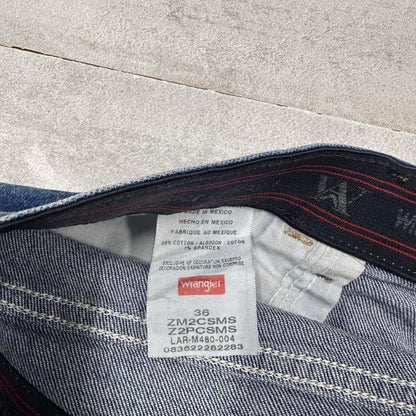 MADE IN MEXICO
HECHO EN MEXICO
FABRIQUE AU MEXIQUE
99% COTTON / ALGODON / COTON
1% SPANDEX
EXCLUSIVE OF DECORATION/EXCEPTO
DECORACION/GARNITURE NON COMPRISE
Wrangler
36
ZM2CSMS
Z2PCSMS
LAR-M480-004
083622282283
W